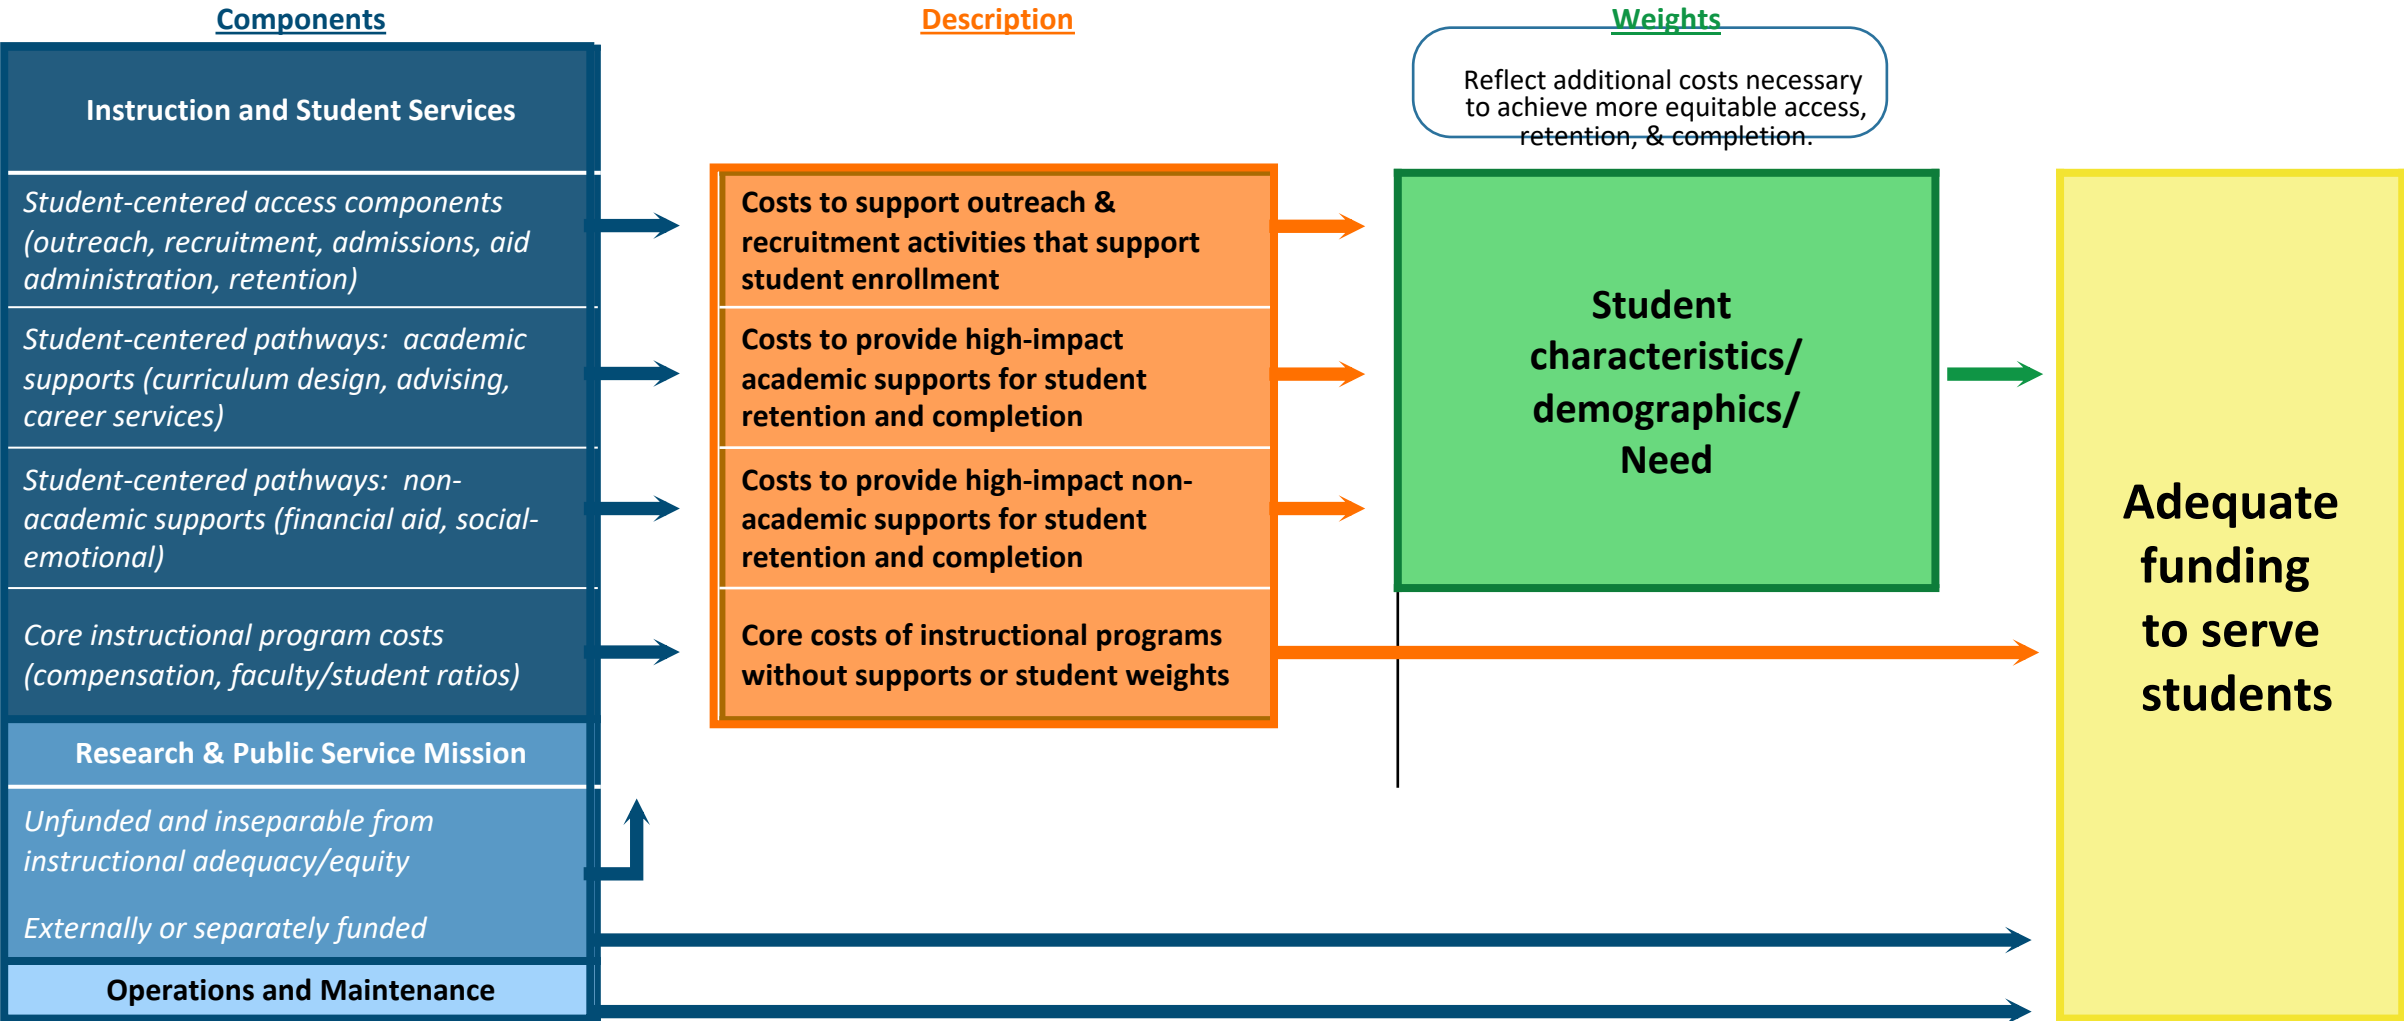 Components
Description
Weights
Reflect additional costs necessary
to achieve more equitable access,
retention, & completion.
Instruction and Student Services
Student-centered access components
(outreach, recruitment, admissions, aid
administration, retention)
Costs to support outreach &
recruitment activities that support
student enrollment
Student-centered pathways:  academic
supports (curriculum design, advising,
career services)
Costs to provide high-impact
academic supports for student
retention and completion
Student-centered pathways:  non-
academic supports (financial aid, social-
emotional)
Costs to provide high-impact non-
academic supports for student
retention and completion
Core instructional program costs
(compensation, faculty/student ratios)
Core costs of instructional programs
without supports or student weights
Student
characteristics/
demographics/
Need
Adequate
funding
to serve
students
Research & Public Service Mission
Unfunded and inseparable from
instructional adequacy/equity
Externally or separately funded
Operations and Maintenance